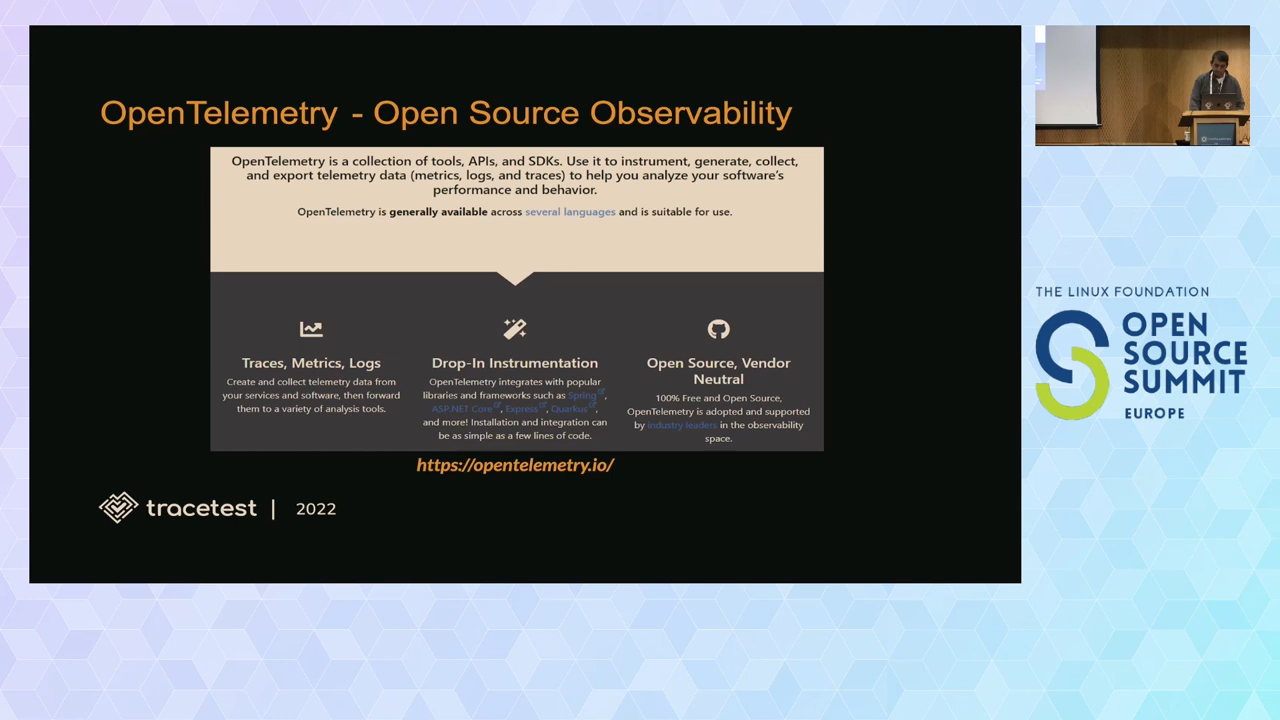 OpenTelemetry - Open Source Observability
OpenTelemetry is a collection of tools, APIs, and SDKs. Use it to instrument, generate, collect,
and export telemetry data (metrics, logs, and traces) to help you analyze your software's
performance and behavior.
OpenTelemetry is generally available across several languages and is suitable for use.
Traces, Metrics, Logs
Create and collect telemetry data from
your services and software, then forward
them to a variety of analysis tools.
Drop-In Instrumentation
OpenTelemetry integrates with popular
libraries and frameworks such as Spring,
ASP.NET Core, Express, Quarkus,
and more! Installation and integration can
be as simple as a few lines of code.
Open Source, Vendor
Neutral
100% Free and Open Source,
OpenTelemetry is adopted and supported
by industry leaders in the observability
space.
https://opentelemetry.io/
tracetest | 2022
THE LINUX FOUNDATION
OPEN
SOURCE
SUMMIT
EUROPE